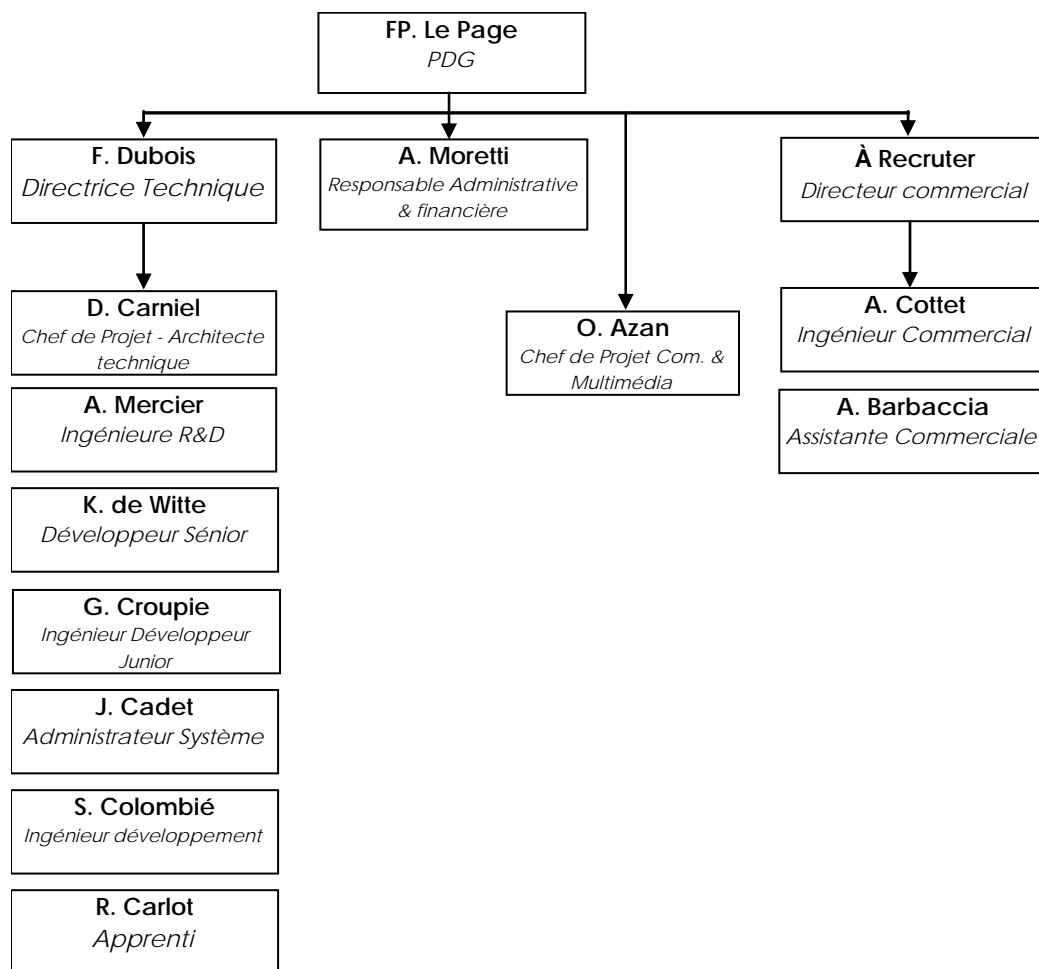 FP. Le Page
PDG
F. Dubois
Directrice Technique
A. Moretti
Responsable Administrative
& financière
À Recruter
Directeur commercial
D. Carniel
Chef de Projet - Architecte
technique
A. Mercier
Ingénieure R&D
K. de Witte
Développeur Sénior
G. Croupie
Ingénieur Développeur
Junior
J. Cadet
Administrateur Système
S. Colombié
Ingénieur développement
R. Carlot
Apprenti
O. Azan
Chef de Projet Com. &
Multimédia
A. Cottet
Ingénieur Commercial
A. Barbaccia
Assistante Commerciale